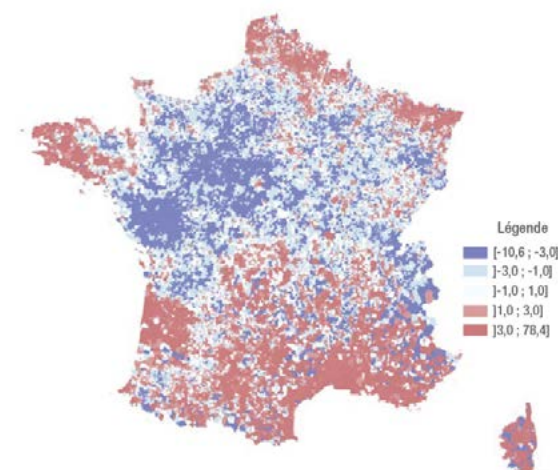 Légende
[-10,6 ; -3,0]
]-3,0 ; -1,0]
]-1,0 ; 1,0]
]1,0 ; 3,0]
]3,0 ; 78,4]